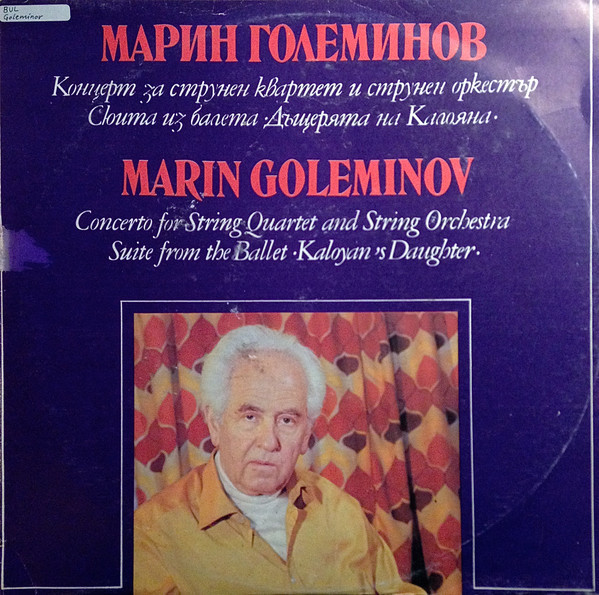 BUL
Goleminov
МАРИН ГОЛЕМИНОВ
Концерт за струнен квартет и струнен оркестър
Сюита из балета · Дъщерята на Калояна ·
MARIN GOLEMINOV
Concerto for String Quartet and String Orchestra
Suite from the Ballet · Kaloyan's Daughter ·